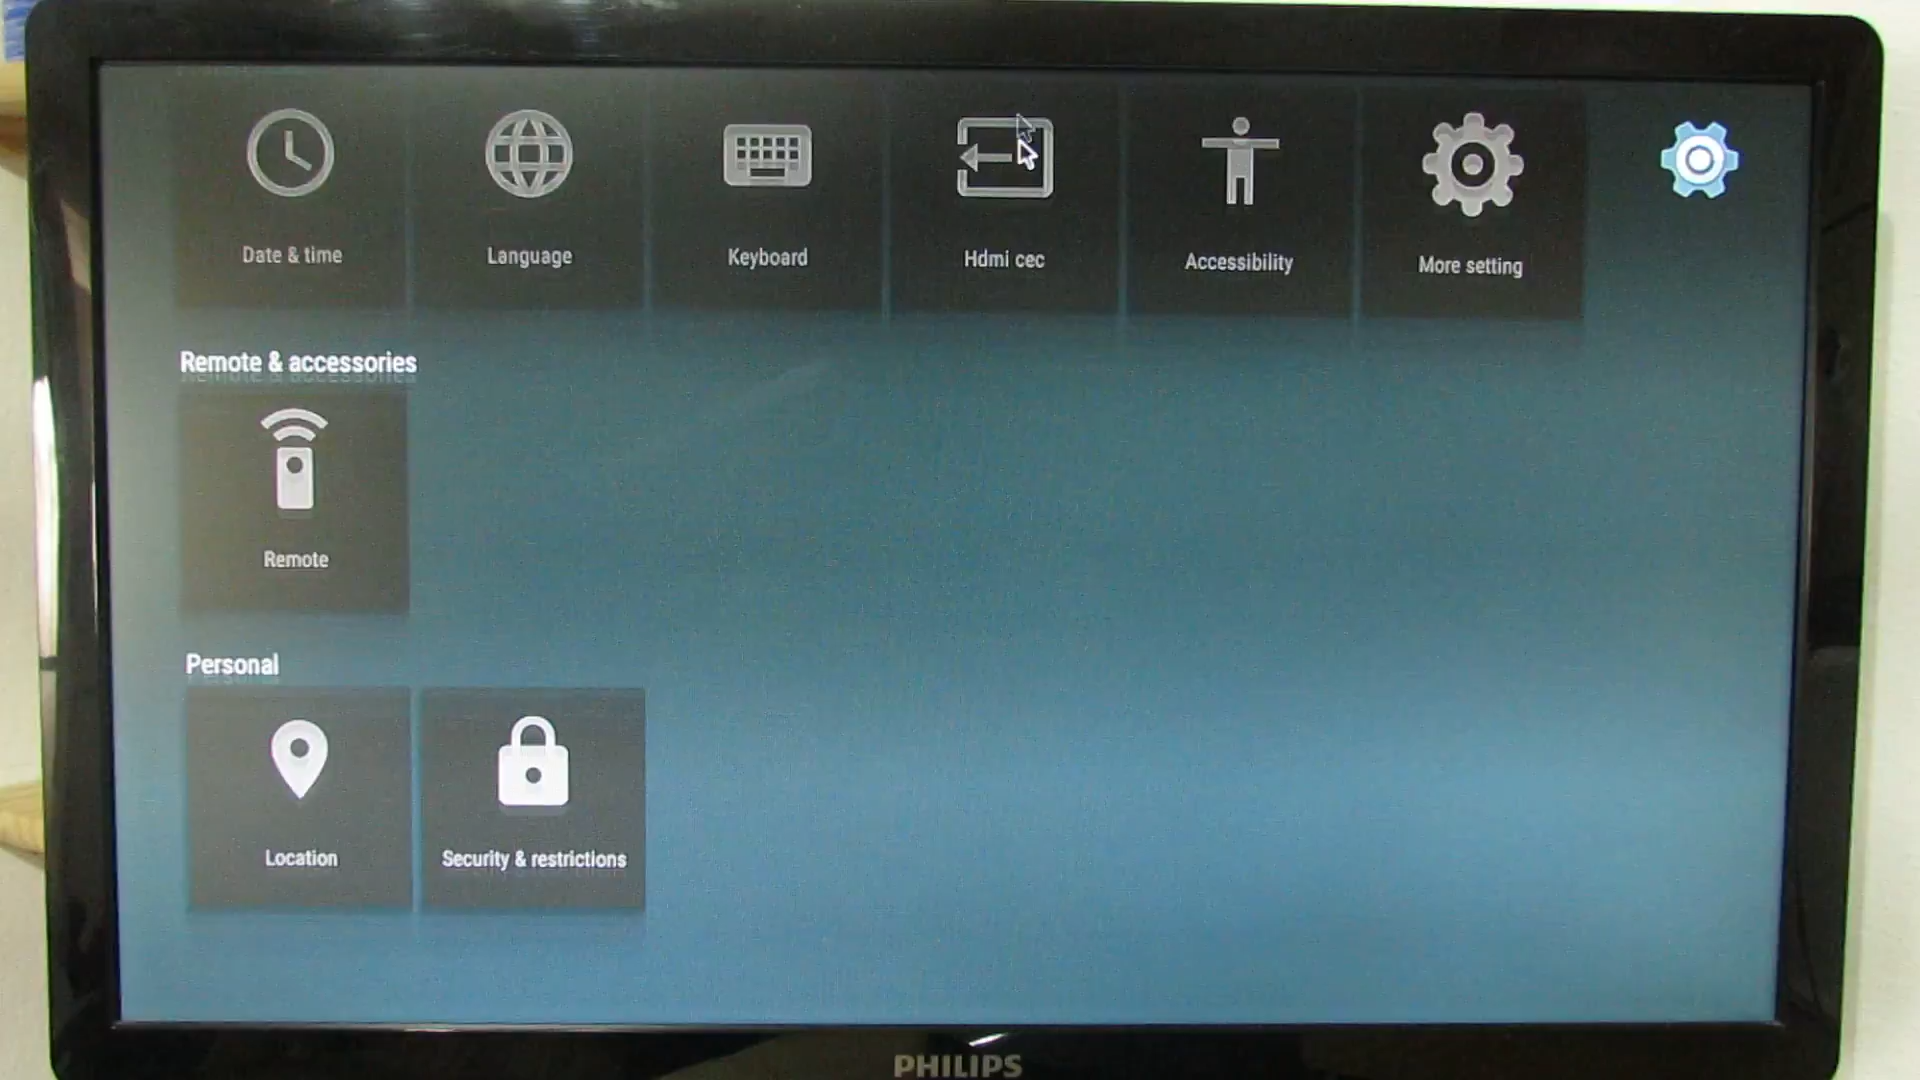 Date & time
Language
Keyboard
Hdmi cec
Accessibility
More setting
Remote & accessories
Remote
Personal
Location
Security & restrictions
PHILIPS